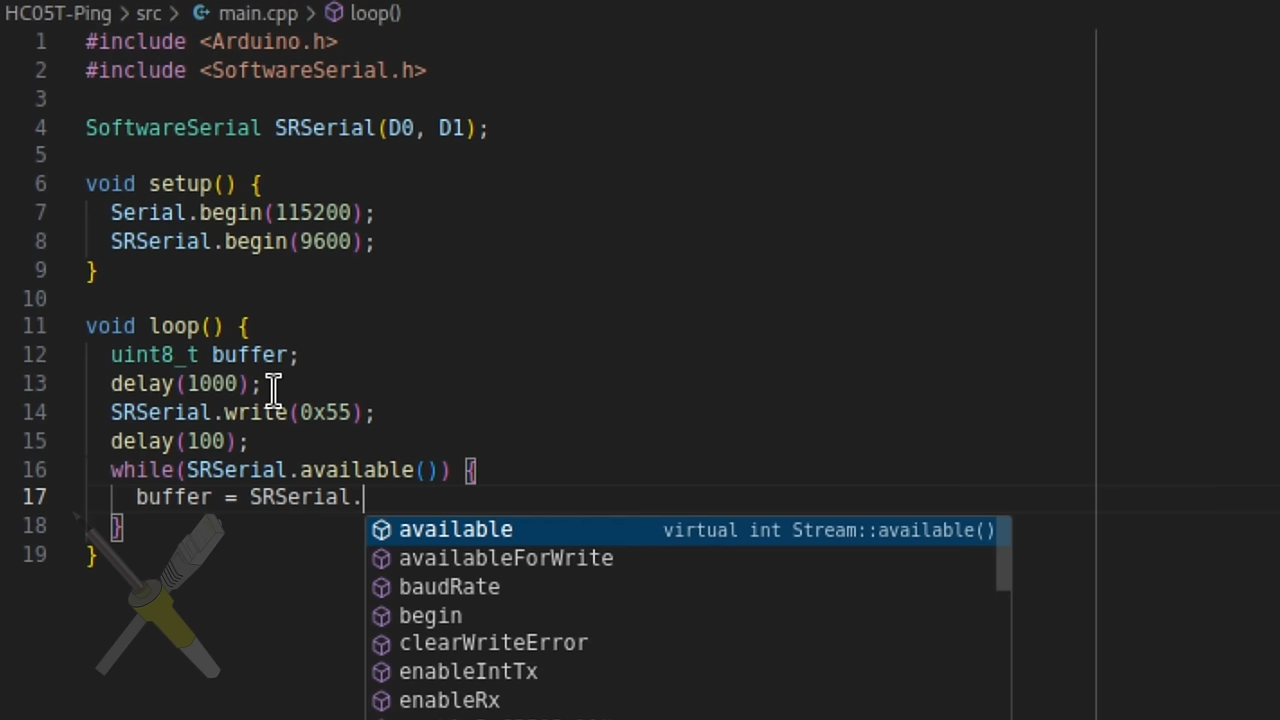 HC05T-Ping > src > main.cpp > loop()
1 #include <Arduino.h>
2 #include <SoftwareSerial.h>
3
4 SoftwareSerial SRSerial(D0, D1);
5
6 void setup() {
7 Serial.begin(115200);
8 SRSerial.begin(9600);
9 }
10
11 void loop() {
12 uint8_t buffer;
13 delay(1000);
14 SRSerial.write(0x55);
15 delay(100);
16 while(SRSerial.available()) {
17 buffer = SRSerial.
18 }
19 }
available virtual int Stream::available()
availableForWrite
baudRate
begin
clearWriteError
enableIntTx
enableRx